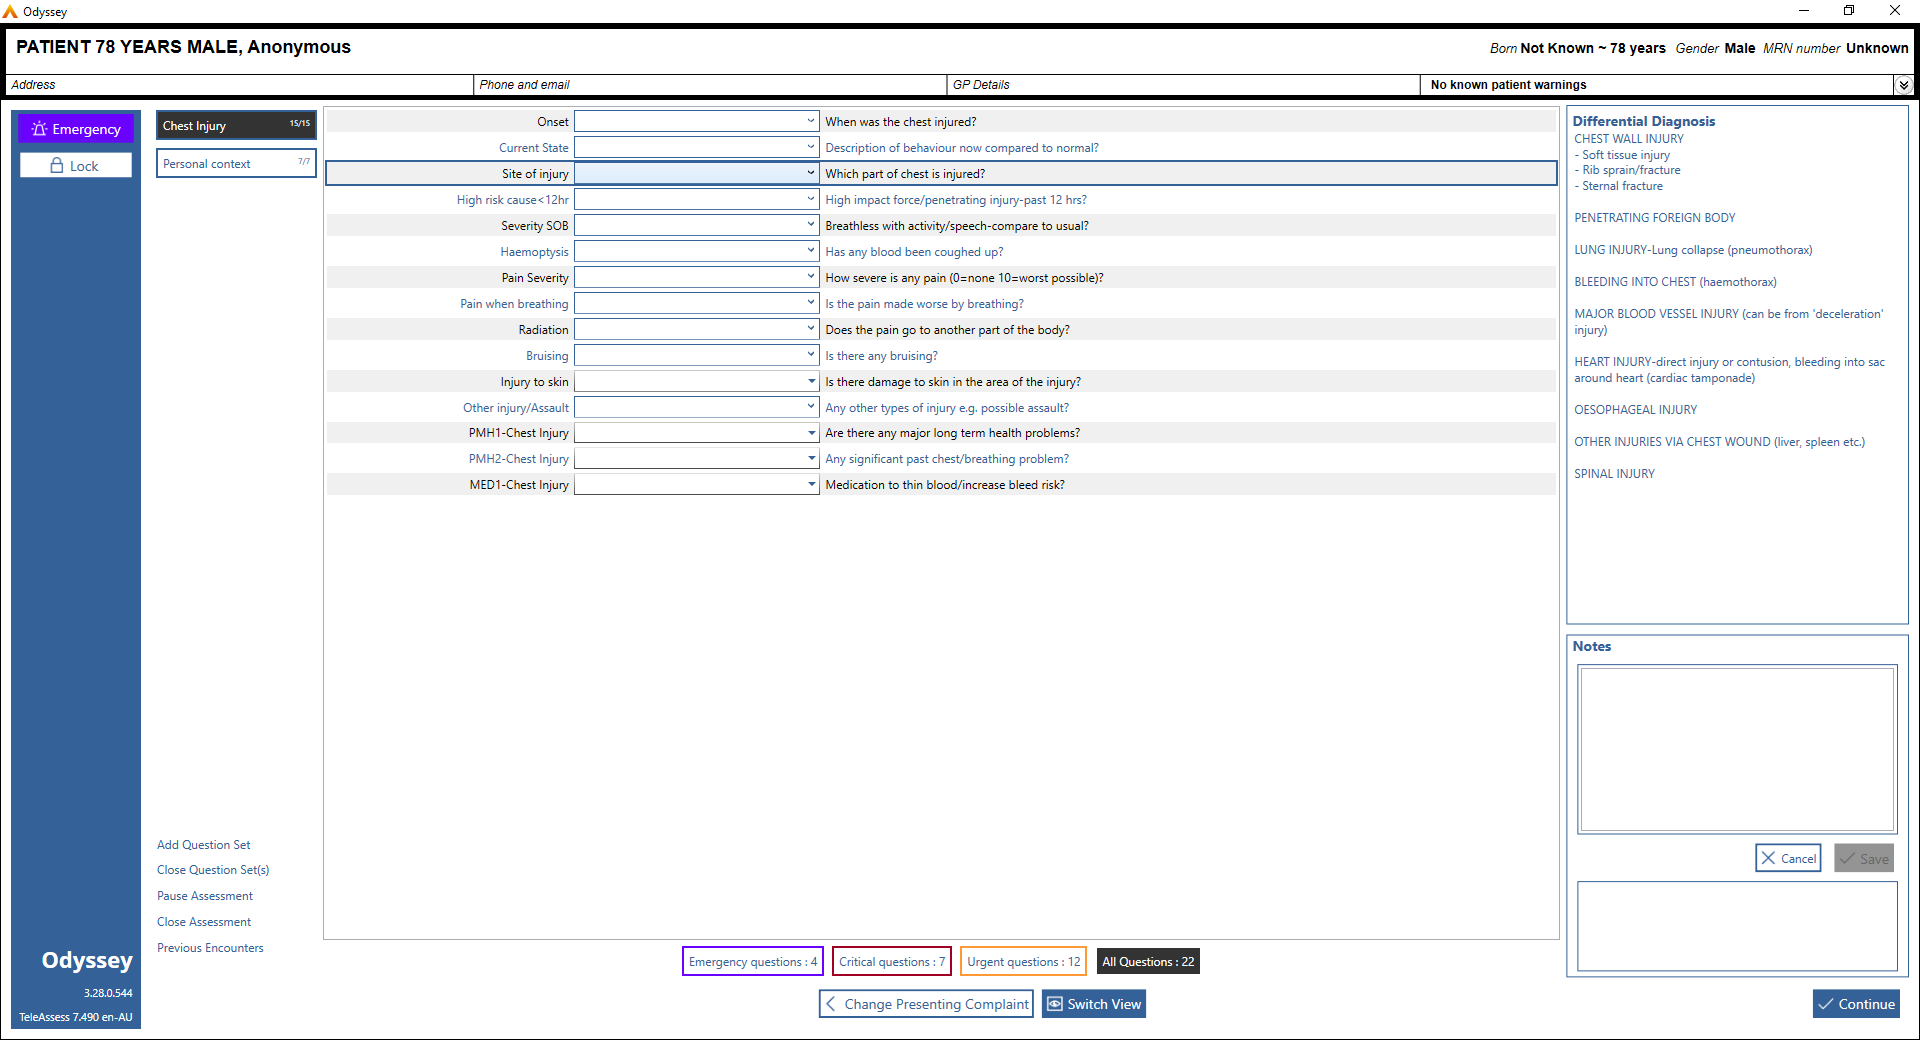 Odyssey
PATIENT 78 YEARS MALE, Anonymous
Born Not Known ~ 78 years Gender Male MRN number Unknown
Address
Phone and email
GP Details
No known patient warnings
Emergency
Lock
Chest Injury 15/15
Personal context 7/7
Onset When was the chest injured?
Current State Description of behaviour now compared to normal?
Site of injury Which part of chest is injured?
High risk cause<12hr High impact force/penetrating injury-past 12 hrs?
Severity SOB Breathless with activity/speech-compare to usual?
Haemoptysis Has any blood been coughed up?
Pain Severity How severe is any pain (0=none 10=worst possible)?
Pain when breathing Is the pain made worse by breathing?
Radiation Does the pain go to another part of the body?
Bruising Is there any bruising?
Injury to skin Is there damage to skin in the area of the injury?
Other injury/Assault Any other types of injury e.g. possible assault?
PMH1-Chest Injury Are there any major long term health problems?
PMH2-Chest Injury Any significant past chest/breathing problem?
MED1-Chest Injury Medication to thin blood/increase bleed risk?
Differential Diagnosis
CHEST WALL INJURY
- Soft tissue injury
- Rib sprain/fracture
- Sternal fracture
PENETRATING FOREIGN BODY
LUNG INJURY-Lung collapse (pneumothorax)
BLEEDING INTO CHEST (haemothorax)
MAJOR BLOOD VESSEL INJURY (can be from 'deceleration'
injury)
HEART INJURY-direct injury or contusion, bleeding into sac
around heart (cardiac tamponade)
OESOPHAGEAL INJURY
OTHER INJURIES VIA CHEST WOUND (liver, spleen etc.)
SPINAL INJURY
Notes
Cancel
Save
Add Question Set
Close Question Set(s)
Pause Assessment
Close Assessment
Previous Encounters
Odyssey
3.28.0.544
TeleAssess 7.490 en-AU
Emergency questions : 4
Critical questions : 7
Urgent questions : 12
All Questions : 22
Change Presenting Complaint
Switch View
Continue